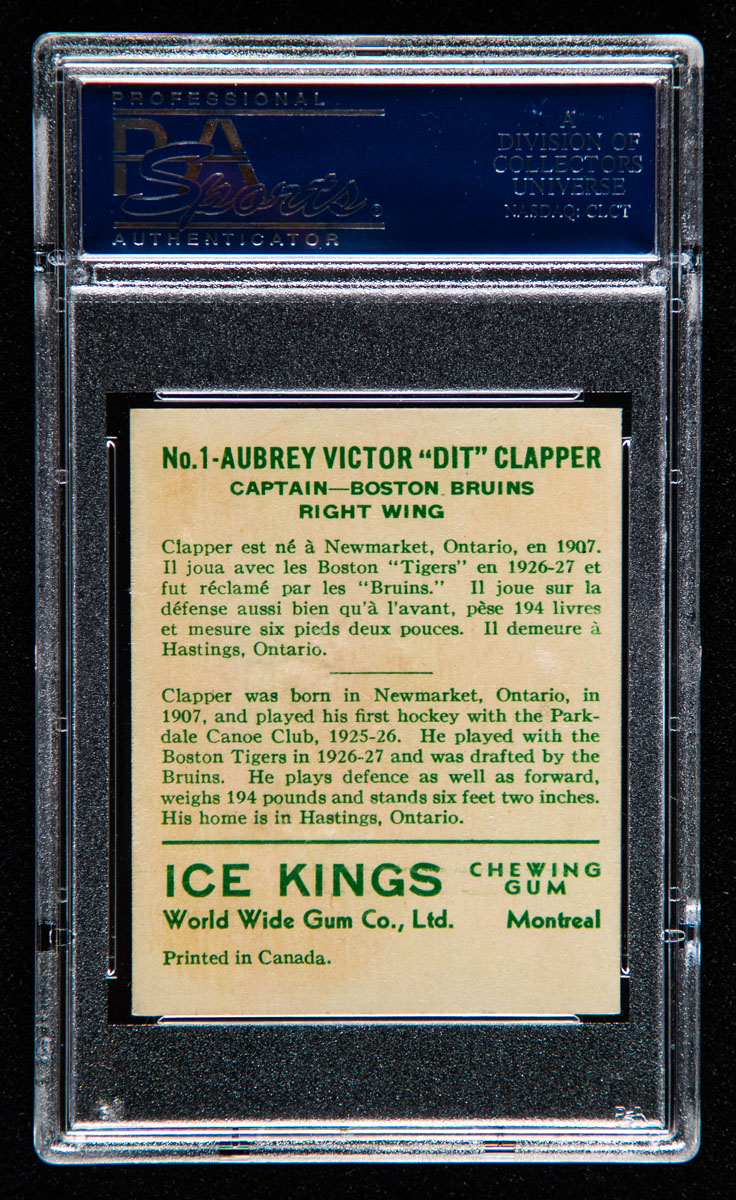 PROFESSIONAL
PSA
Sports
AUTHENTICATOR
A
DIVISION OF
COLLECTORS
UNIVERSE
NASDAQ: CLCT
No.1-AUBREY VICTOR “DIT” CLAPPER
CAPTAIN—BOSTON BRUINS
RIGHT WING
Clapper est né à Newmarket, Ontario, en 1907.
Il joua avec les Boston "Tigers" en 1926-27 et
fut réclamé par les "Bruins." Il joue sur la
défense aussi bien qu'à l'avant, pèse 194 livres
et mesure six pieds deux pouces. Il demeure à
Hastings, Ontario.
Clapper was born in Newmarket, Ontario, in
1907, and played his first hockey with the Park-
dale Canoe Club, 1925-26. He played with the
Boston Tigers in 1926-27 and was drafted by the
Bruins. He plays defence as well as forward,
weighs 194 pounds and stands six feet two inches.
His home is in Hastings, Ontario.
ICE KINGS CHEWING GUM
World Wide Gum Co., Ltd. Montreal
Printed in Canada.
PSA